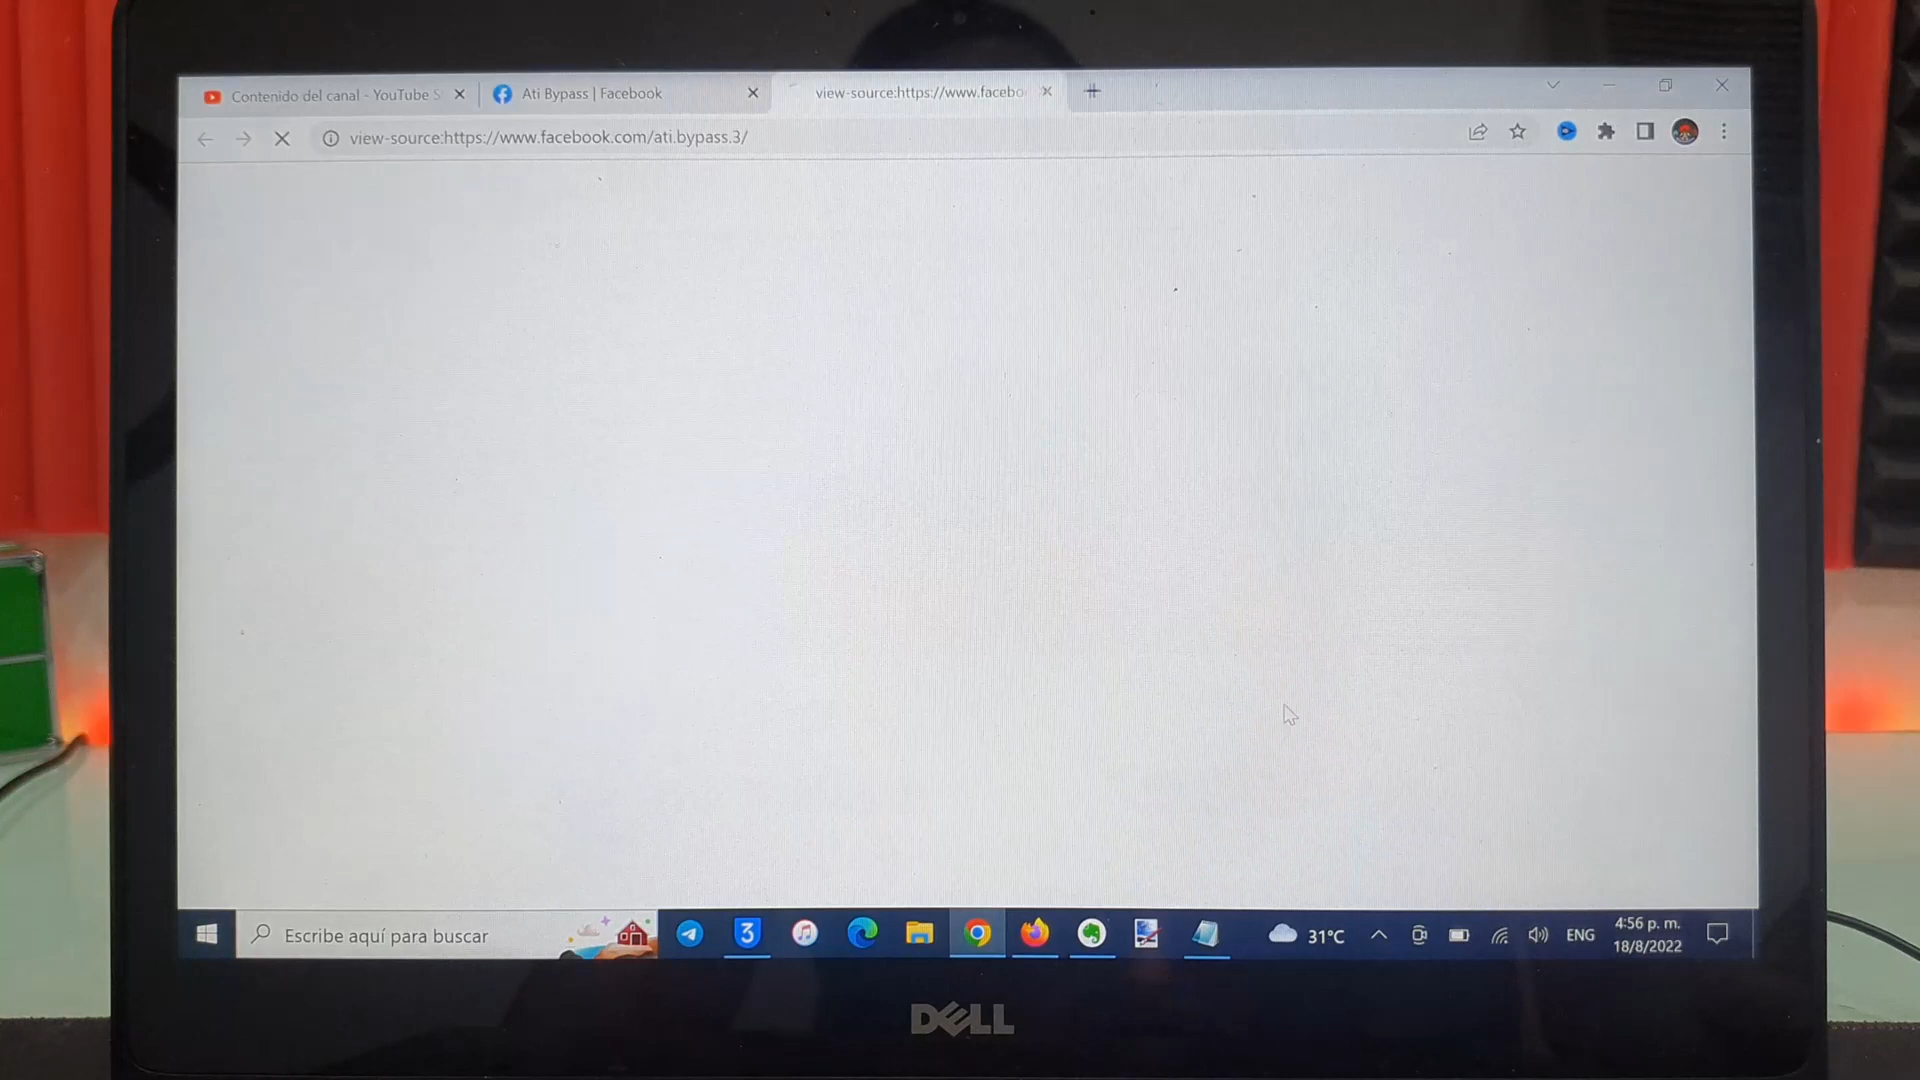 Contenido del canal - YouTube S
Ati Bypass | Facebook
view-source:https://www.facebo
view-source:https://www.facebook.com/ati.bypass.3/
Escribe aquí para buscar
3
31°C
ENG
4:56 p. m.
18/8/2022
DELL